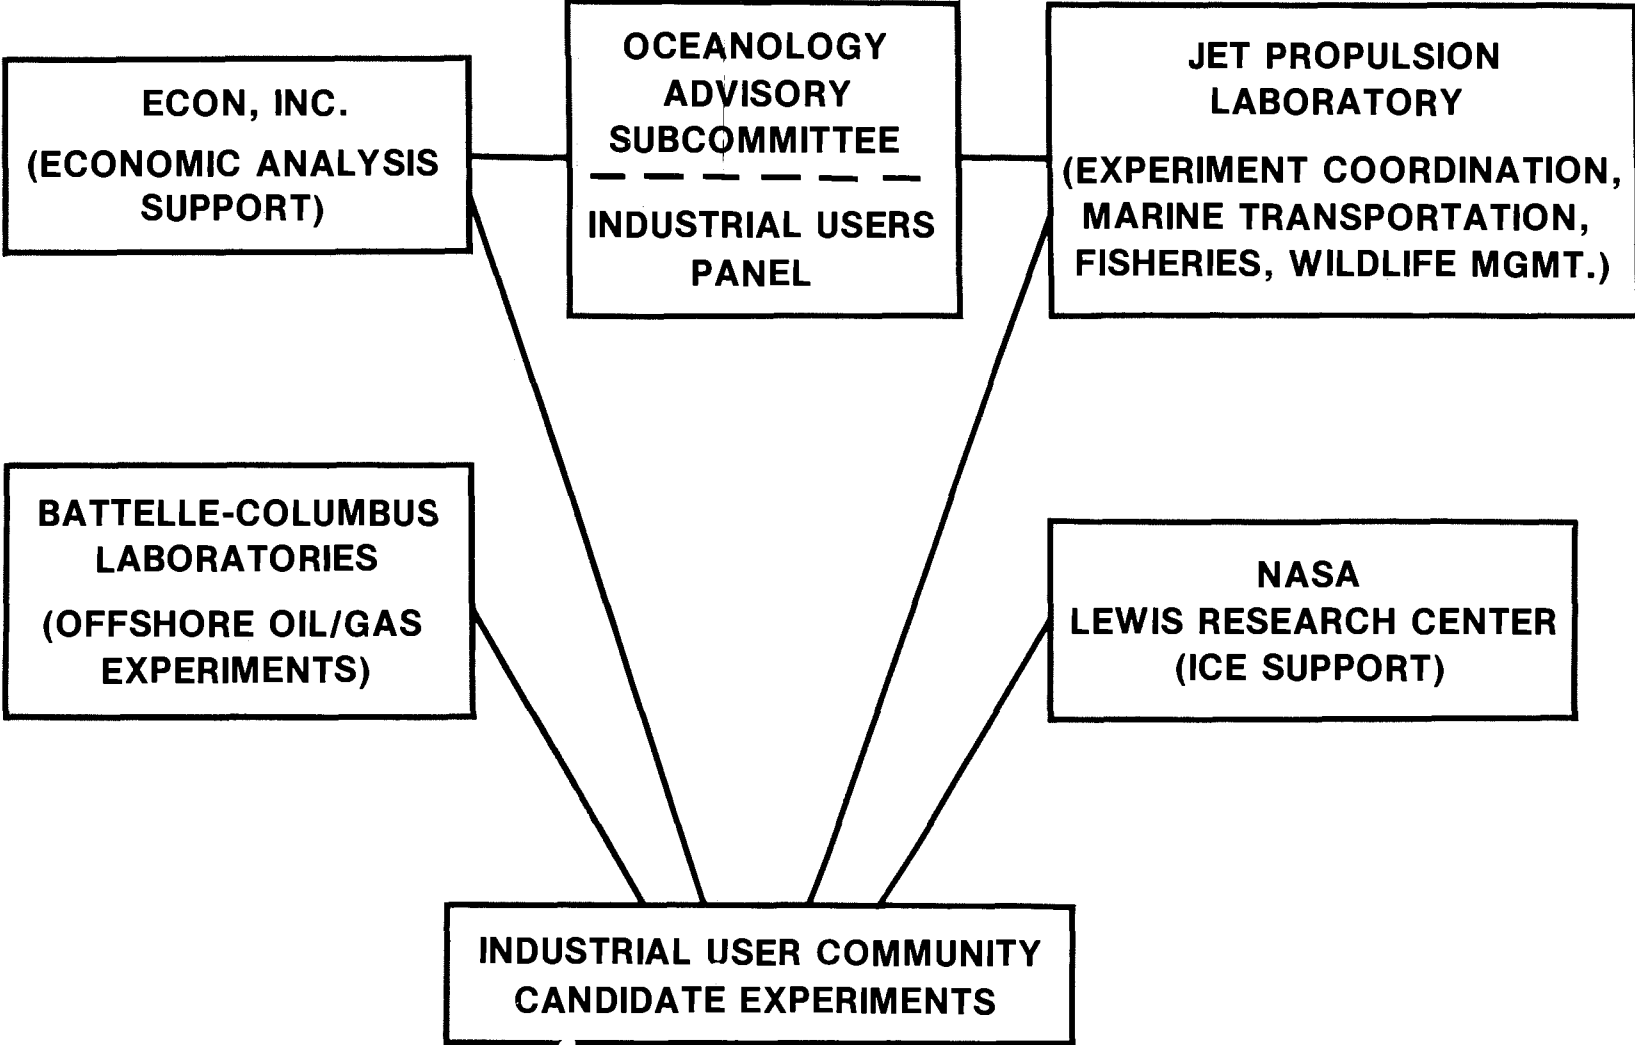 ECON, INC.
(ECONOMIC ANALYSIS
SUPPORT)
OCEANOLOGY
ADVISORY
SUBCOMMITTEE
INDUSTRIAL USERS
PANEL
JET PROPULSION
LABORATORY
(EXPERIMENT COORDINATION,
MARINE TRANSPORTATION,
FISHERIES, WILDLIFE MGMT.)
BATTELLE-COLUMBUS
LABORATORIES
(OFFSHORE OIL/GAS
EXPERIMENTS)
NASA
LEWIS RESEARCH CENTER
(ICE SUPPORT)
INDUSTRIAL USER COMMUNITY
CANDIDATE EXPERIMENTS